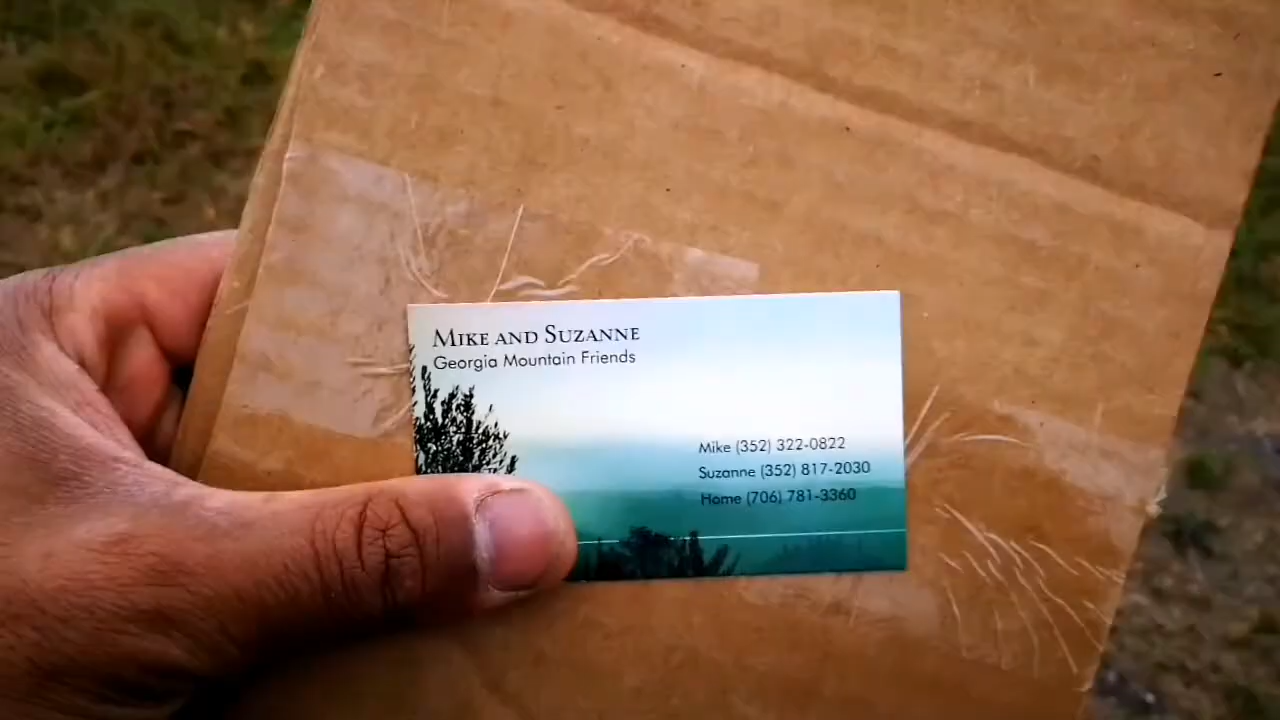 MIKE AND SUZANNE
Georgia Mountain Friends
Mike (352) 322-0822
Suzanne (352) 817-2030
Home (706) 781-3360